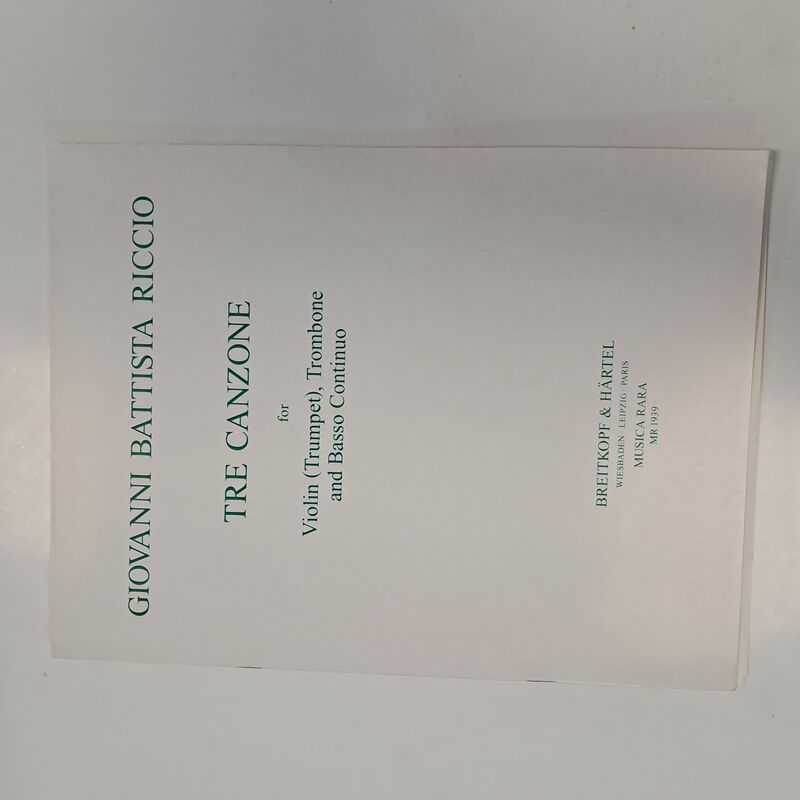 GIOVANNI BATTISTA RICCIO
TRE CANZONE
for
Violin (Trumpet), Trombone
and Basso Continuo
BREITKOPF & HÄRTEL
WIESBADEN · LEIPZIG · PARIS
MUSICA RARA
MR 1939